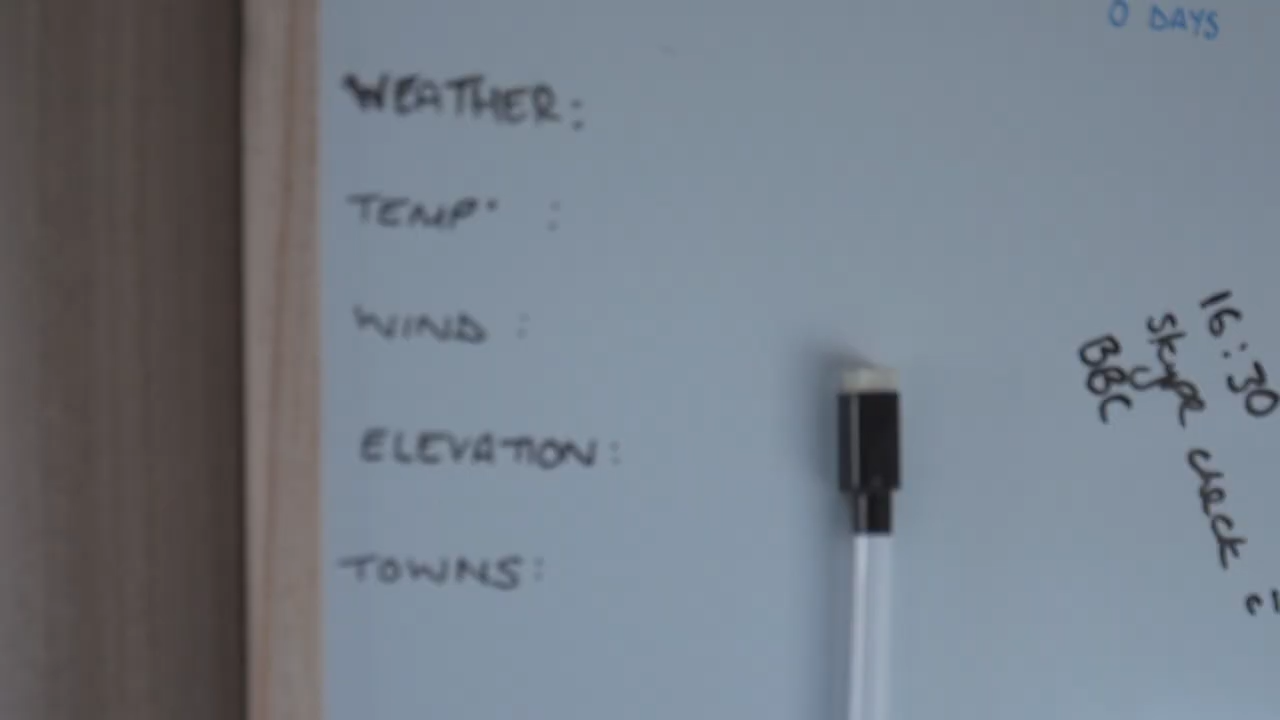 0 DAYS
WEATHER:
TEMP. :
WIND :
ELEVATION:
TOWNS:
16:30
skype check
BBC